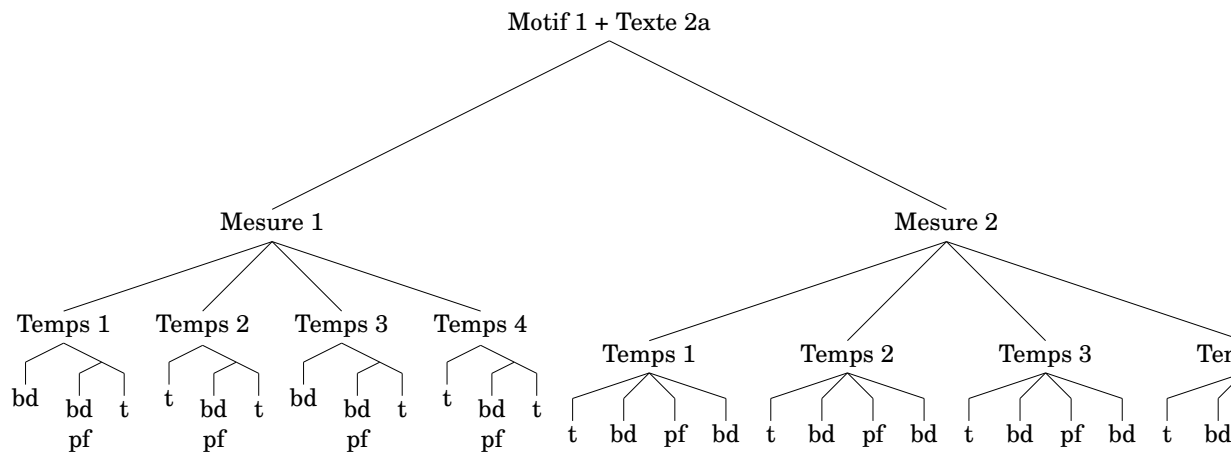 Motif 1 + Texte 2a
Mesure 1 Mesure 2
Temps 1 Temps 2 Temps 3 Temps 4
Temps 1 Temps 2 Temps 3
bd bd t t bd t bd bd t t bd t
pf pf pf pf
t bd pf bd t bd pf bd t bd pf bd t bd